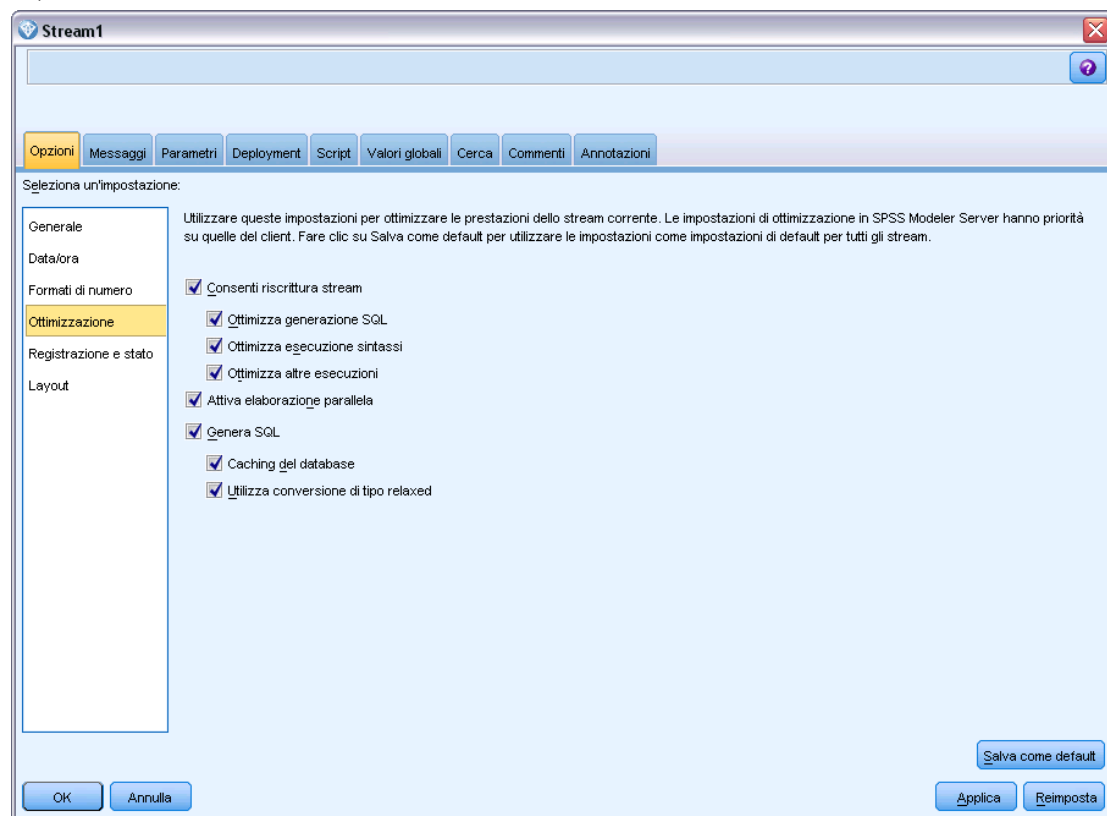 Stream1
Opzioni Messaggi Parametri Deployment Script Valori globali Cerca Commenti Annotazioni
Seleziona un'impostazione:
Generale
Data/ora
Formati di numero
Ottimizzazione
Registrazione e stato
Layout
Utilizzare queste impostazioni per ottimizzare le prestazioni dello stream corrente. Le impostazioni di ottimizzazione in SPSS Modeler Server hanno priorità
su quelle del client. Fare clic su Salva come default per utilizzare le impostazioni come impostazioni di default per tutti gli stream.
Consenti riscrittura stream
Ottimizza generazione SQL
Ottimizza esecuzione sintassi
Ottimizza altre esecuzioni
Attiva elaborazione parallela
Genera SQL
Caching del database
Utilizza conversione di tipo relaxed
Salva come default
OK Annulla Applica Reimposta